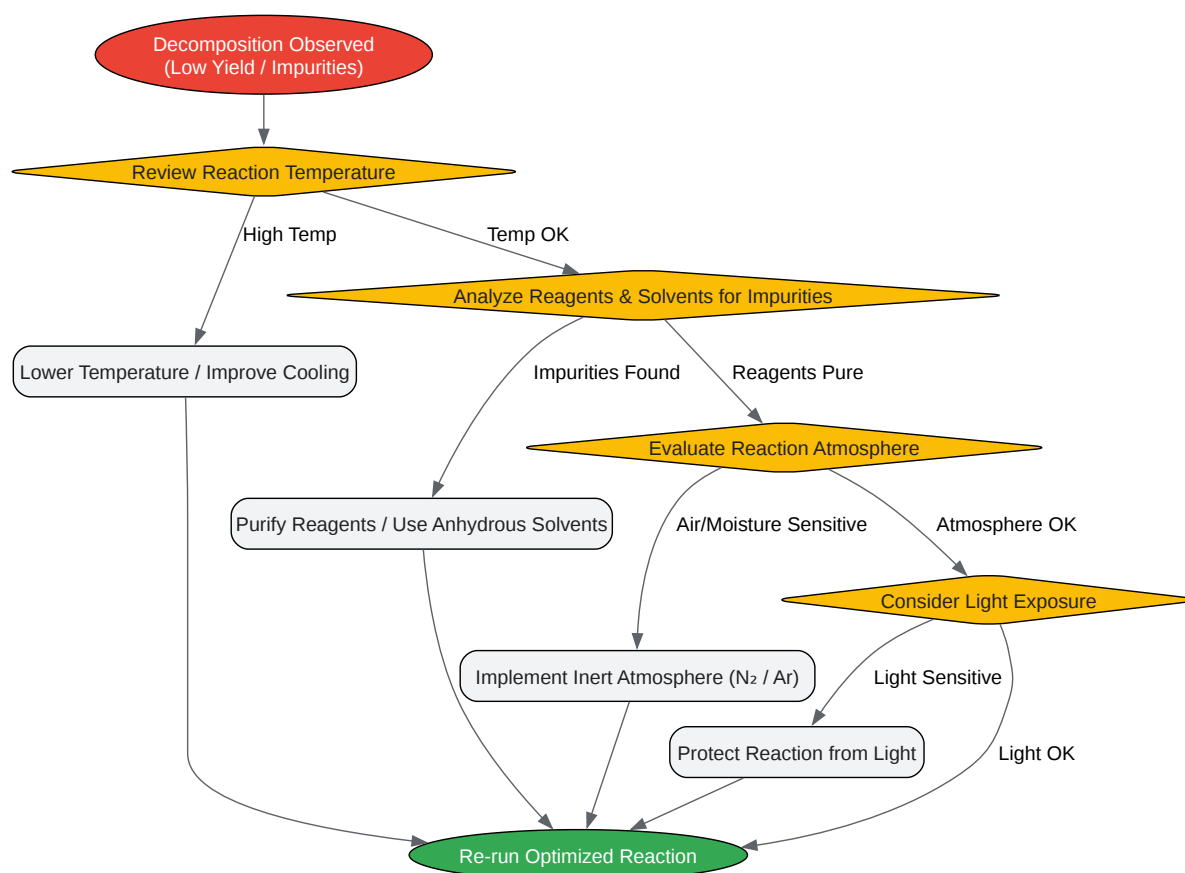 Decomposition Observed
(Low Yield / Impurities)
Review Reaction Temperature
High Temp
Temp OK
Analyze Reagents & Solvents for Impurities
Lower Temperature / Improve Cooling
Impurities Found
Reagents Pure
Evaluate Reaction Atmosphere
Purify Reagents / Use Anhydrous Solvents
Air/Moisture Sensitive
Atmosphere OK
Consider Light Exposure
Implement Inert Atmosphere (N₂ / Ar)
Light Sensitive
Protect Reaction from Light
Light OK
Re-run Optimized Reaction